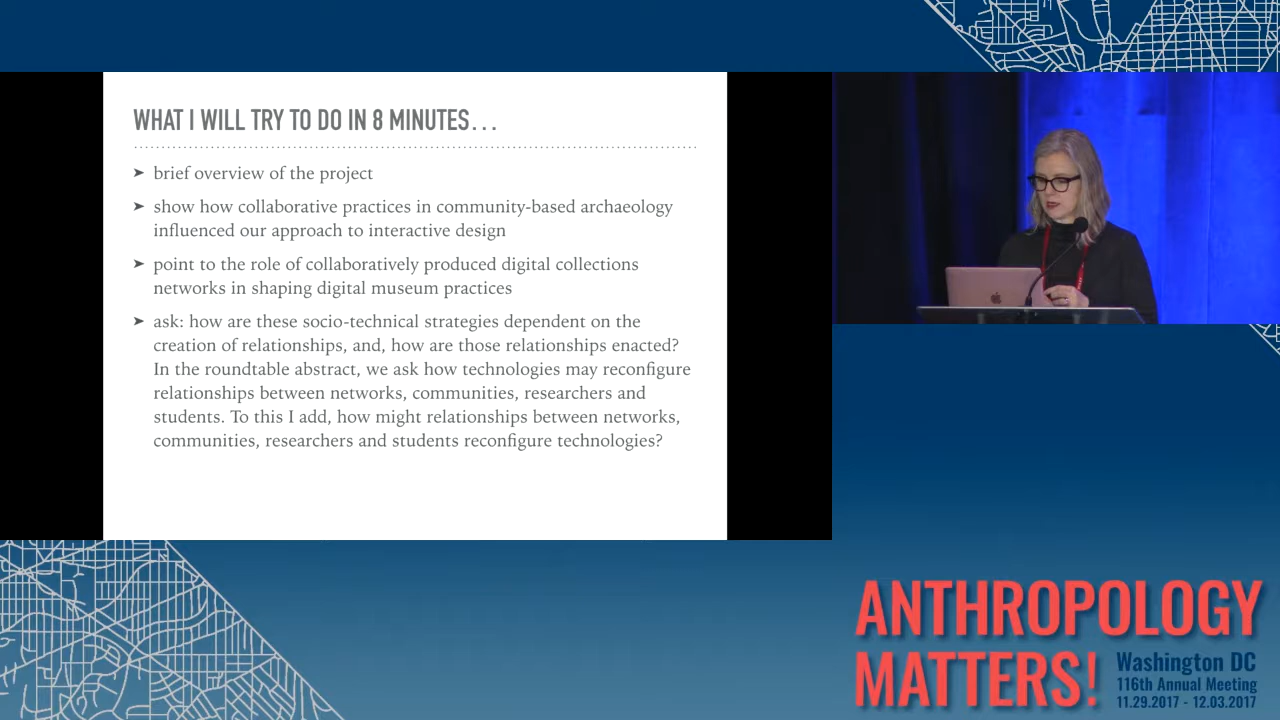 WHAT I WILL TRY TO DO IN 8 MINUTES...
➤ brief overview of the project
➤ show how collaborative practices in community-based archaeology
influenced our approach to interactive design
➤ point to the role of collaboratively produced digital collections
networks in shaping digital museum practices
➤ ask: how are these socio-technical strategies dependent on the
creation of relationships, and, how are those relationships enacted?
In the roundtable abstract, we ask how technologies may reconfigure
relationships between networks, communities, researchers and
students. To this I add, how might relationships between networks,
communities, researchers and students reconfigure technologies?
ANTHROPOLOGY
MATTERS!
Washington DC
116th Annual Meeting
11.29.2017 - 12.03.2017